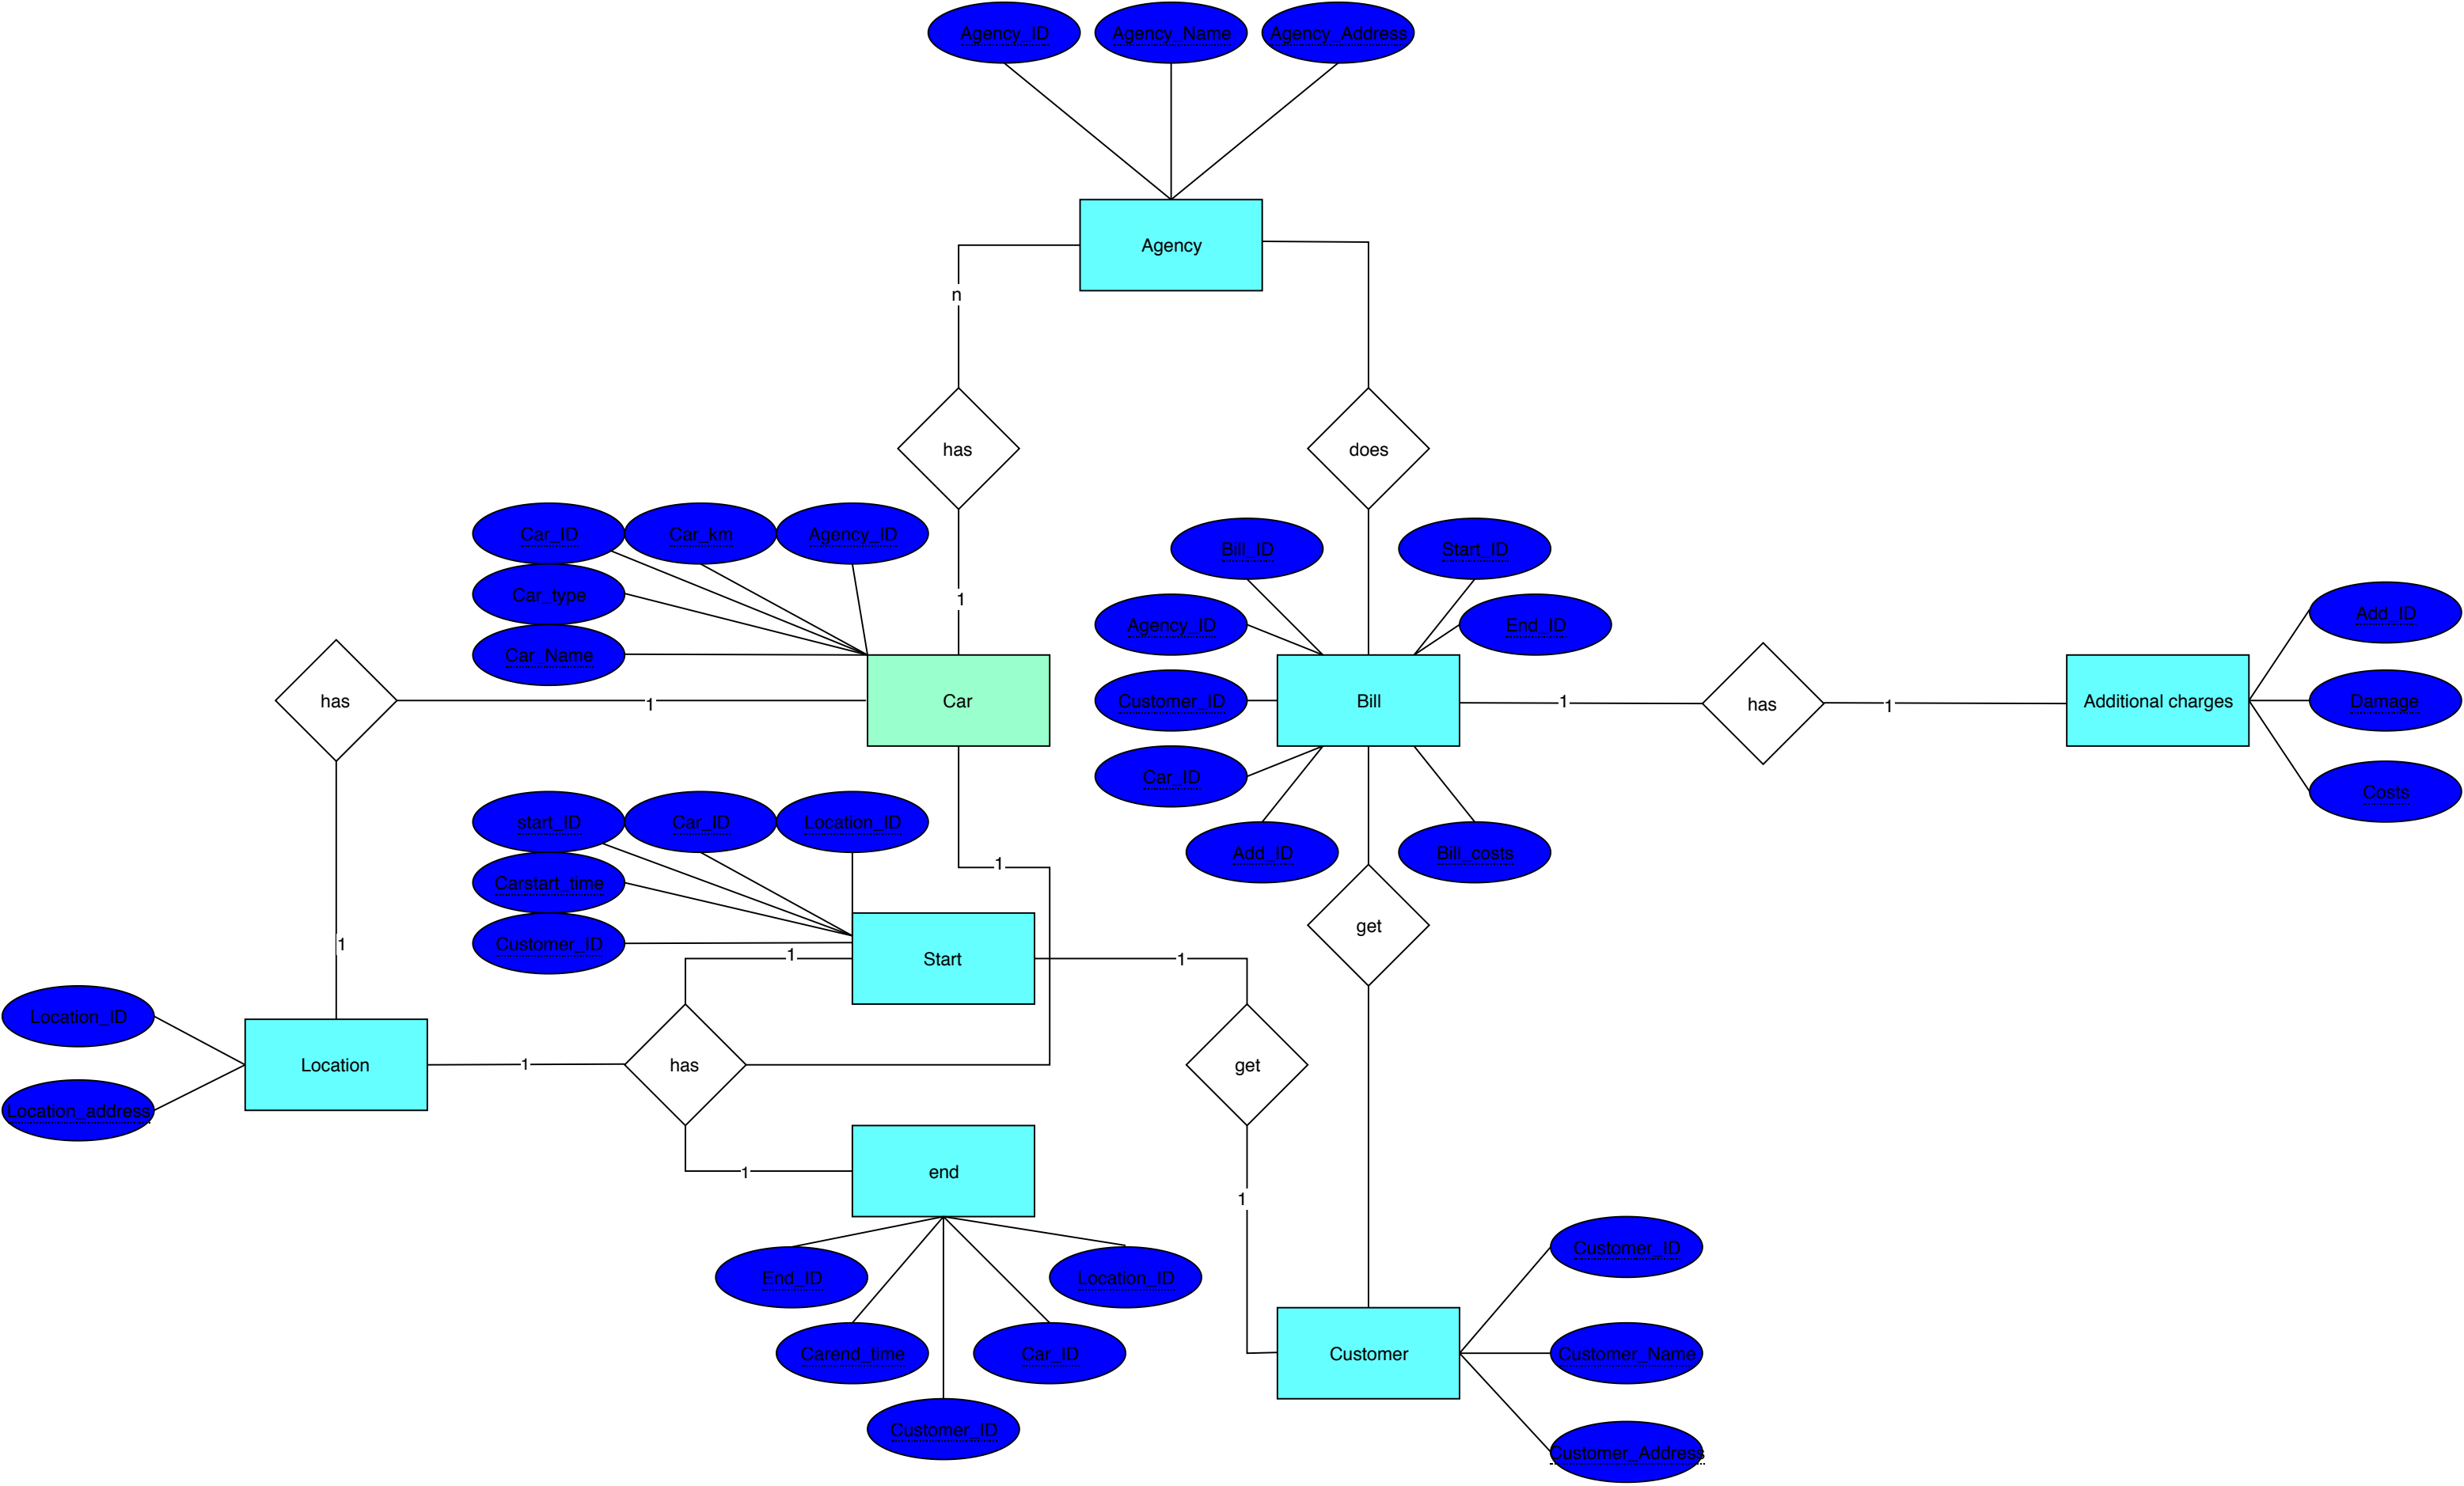 Agency_ID
Agency_Name
Agency_Address
Agency
n
has
does
Car_ID
Car_km
Agency_ID
Car_type
Car_Name
1
Bill_ID
Start_ID
Agency_ID
End_ID
Customer_ID
Car_ID
Add_ID
Bill_costs
has
1
Car
Bill
1
has
1
Additional charges
Add_ID
Damage
Costs
start_ID
Car_ID
Location_ID
Carstart_time
Customer_ID
1
1
1
Start
1
get
Location_ID
Location_address
Location
1
has
get
1
end
1
End_ID
Location_ID
Carend_time
Car_ID
Customer_ID
Customer
Customer_ID
Customer_Name
Customer_Address